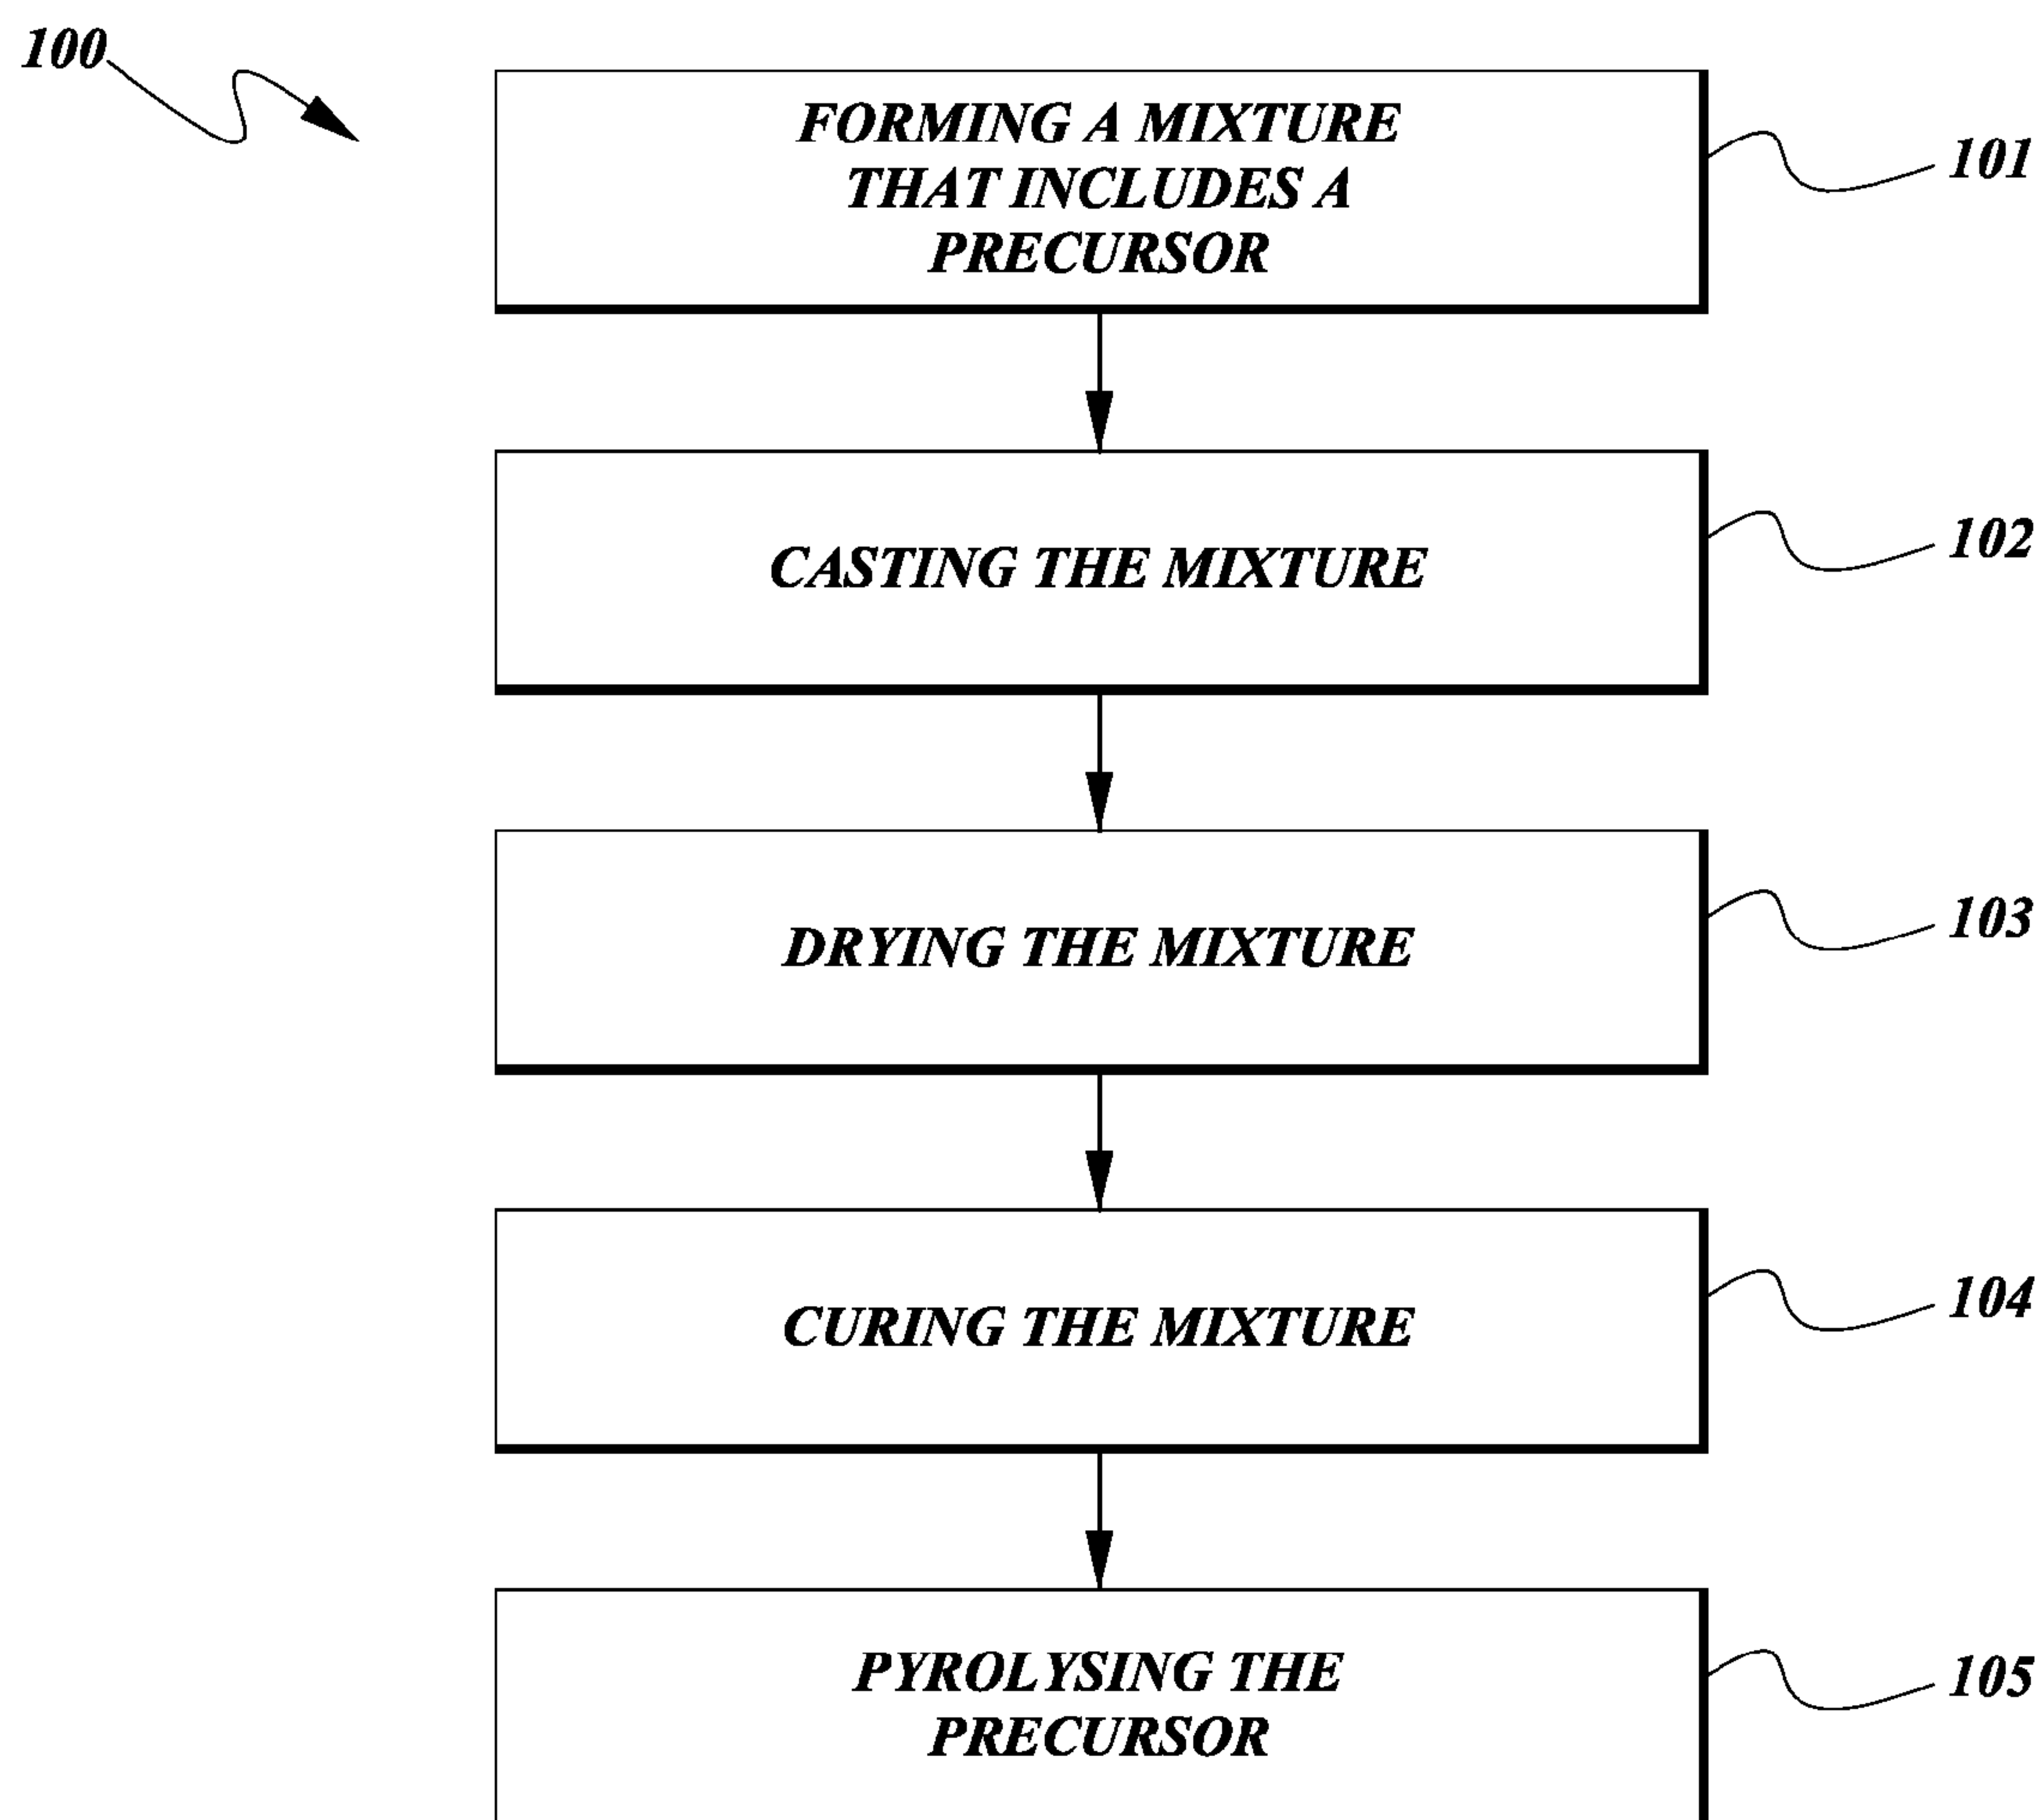 100
FORMING A MIXTURE
THAT INCLUDES A
PRECURSOR
101
CASTING THE MIXTURE
102
DRYING THE MIXTURE
103
CURING THE MIXTURE
104
PYROLYSING THE
PRECURSOR
105